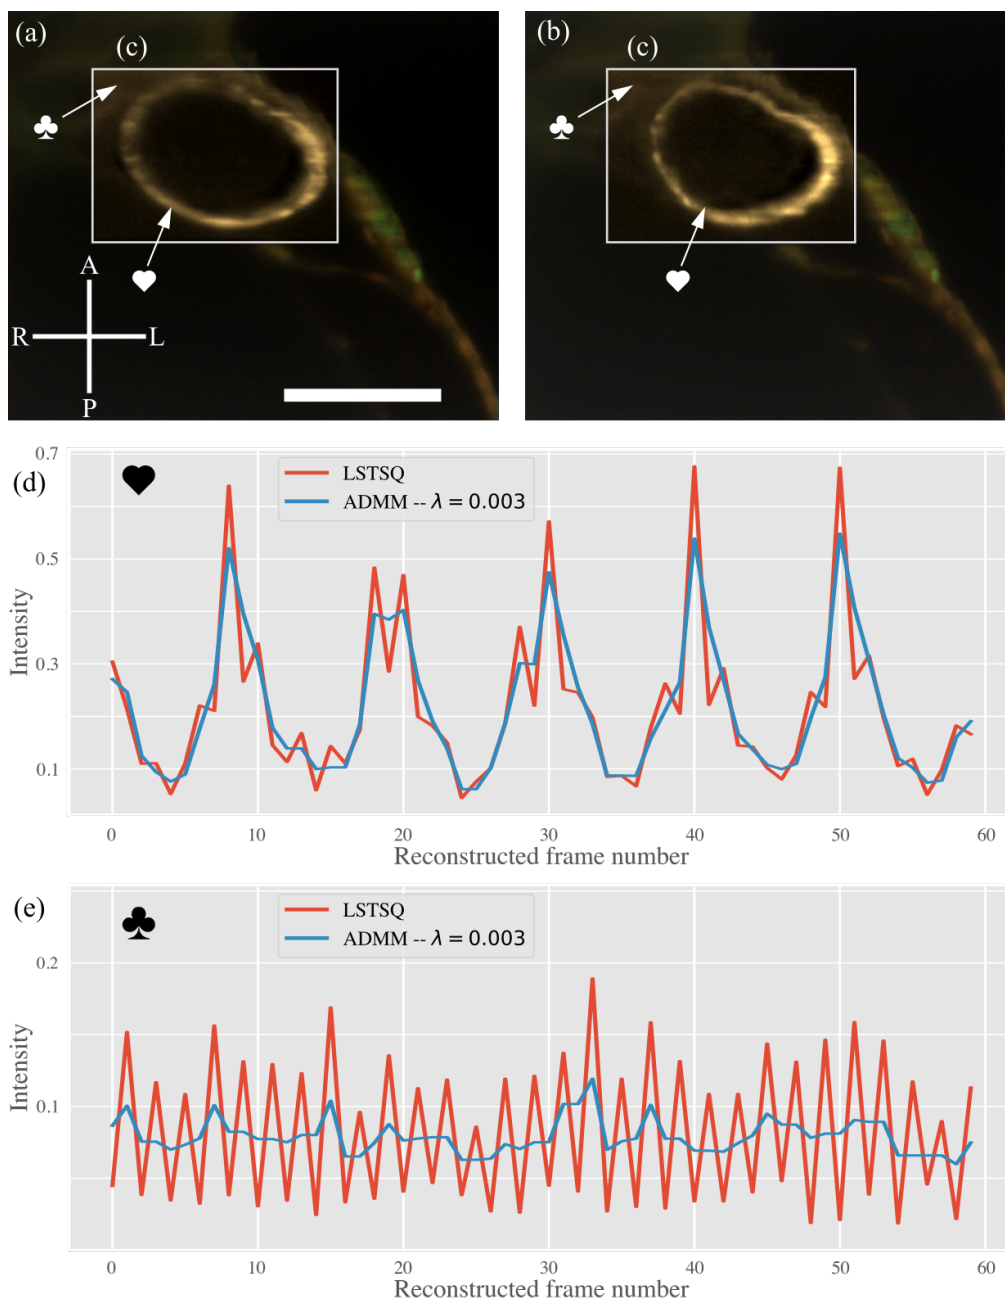 (a)
(c)
♣
♥
A
R
L
P
(b)
(c)
♣
♥
(d)
♥
LSTSQ
ADMM -- λ = 0.003
Intensity
0.7
0.5
0.3
0.1
0 10 20 30 40 50 60
Reconstructed frame number
(e)
♣
LSTSQ
ADMM -- λ = 0.003
Intensity
0.2
0.1
0 10 20 30 40 50 60
Reconstructed frame number